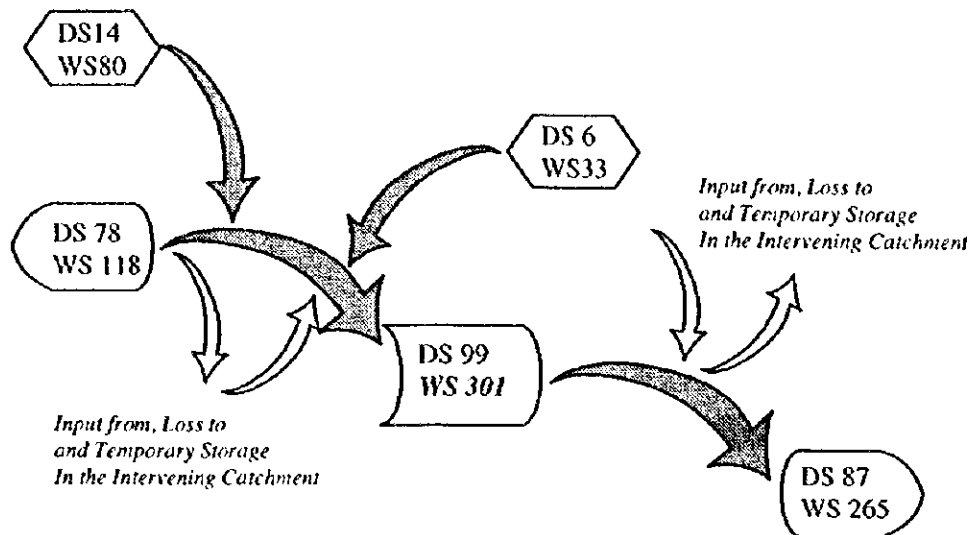 DS14
WS80
DS 6
WS33
Input from, Loss to
and Temporary Storage
In the Intervening Catchment
DS 78
WS 118
DS 99
WS 301
Input from, Loss to
and Temporary Storage
In the Intervening Catchment
DS 87
WS 265